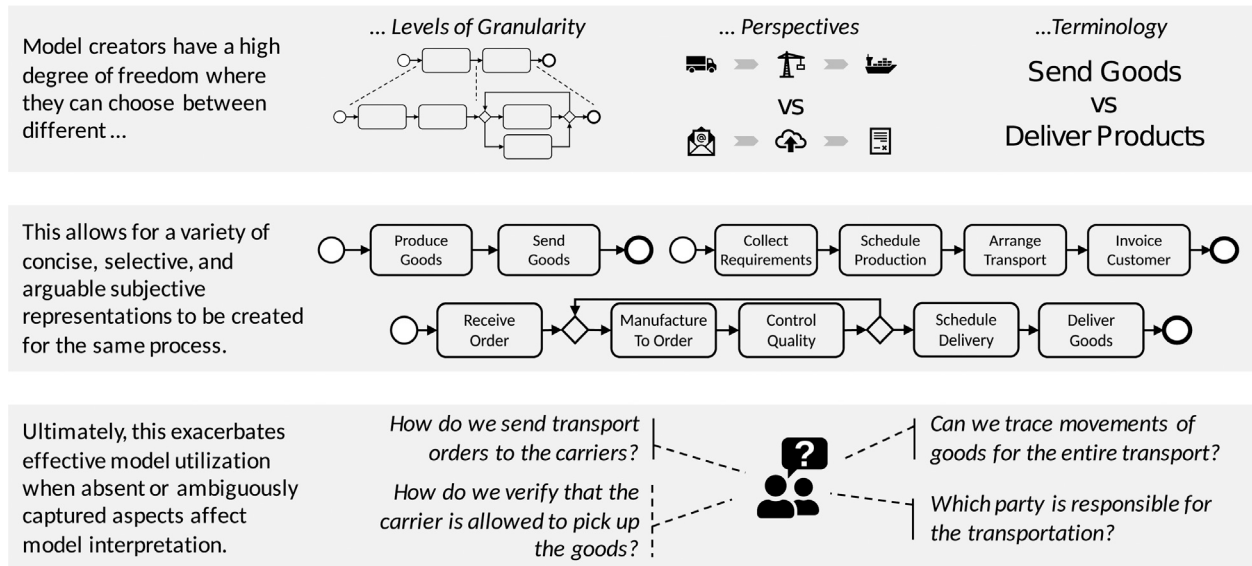 Model creators have a high
degree of freedom where
they can choose between
different ...
... Levels of Granularity
... Perspectives
VS
@
...Terminology
Send Goods
vs
Deliver Products
This allows for a variety of
concise, selective, and
arguable subjective
representations to be created
for the same process.
Produce
Goods
Send
Goods
Collect
Requirements
Schedule
Production
Arrange
Transport
Invoice
Customer
Receive
Order
Manufacture
To Order
Control
Quality
Schedule
Delivery
Deliver
Goods
Ultimately, this exacerbates
effective model utilization
when absent or ambiguously
captured aspects affect
model interpretation.
How do we send transport
orders to the carriers?
How do we verify that the
carrier is allowed to pick up
the goods?
?
Can we trace movements of
goods for the entire transport?
Which party is responsible for
the transportation?